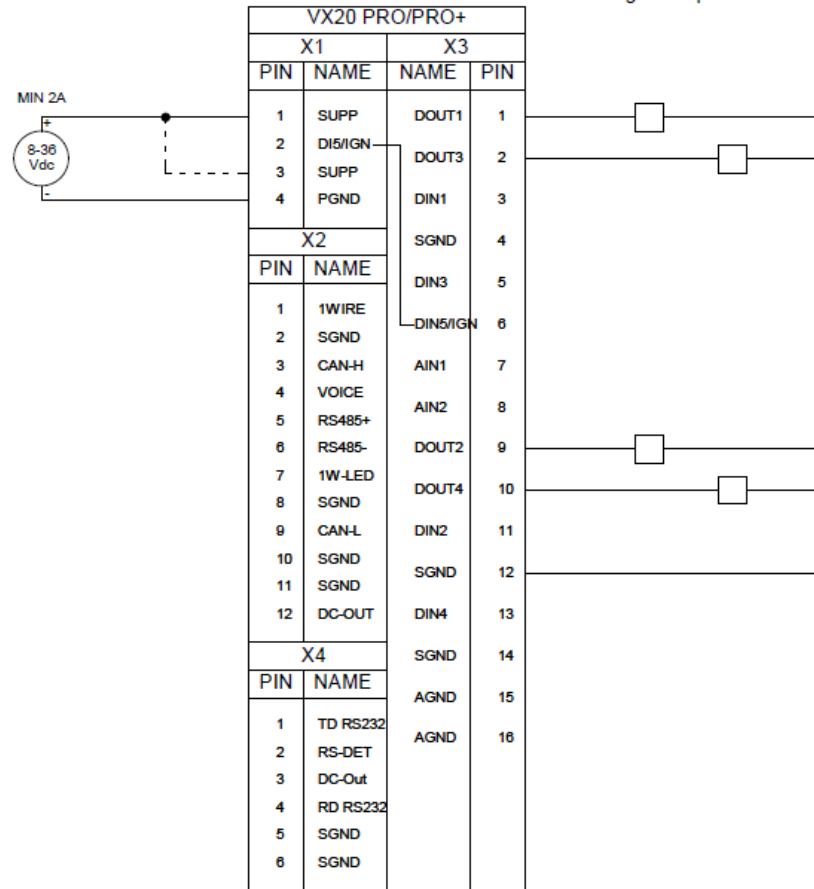 VX20 PRO/PRO+
X1 X3
PIN NAME NAME PIN
MIN 2A
+
8-36
Vdc
-
1 SUPP
2 DI5/IGN
3 SUPP
4 PGND
X2
PIN NAME
1 1WIRE
2 SGND
3 CAN-H
4 VOICE
5 RS485+
6 RS485-
7 1W-LED
8 SGND
9 CAN-L
10 SGND
11 SGND
12 DC-OUT
X4
PIN NAME
1 TD RS232
2 RS-DET
3 DC-Out
4 RD RS232
5 SGND
6 SGND
DOUT1 1
DOUT3 2
DIN1 3
SGND 4
DIN3 5
DIN5/IGN 6
AIN1 7
AIN2 8
DOUT2 9
DOUT4 10
DIN2 11
SGND 12
DIN4 13
SGND 14
AGND 15
AGND 16